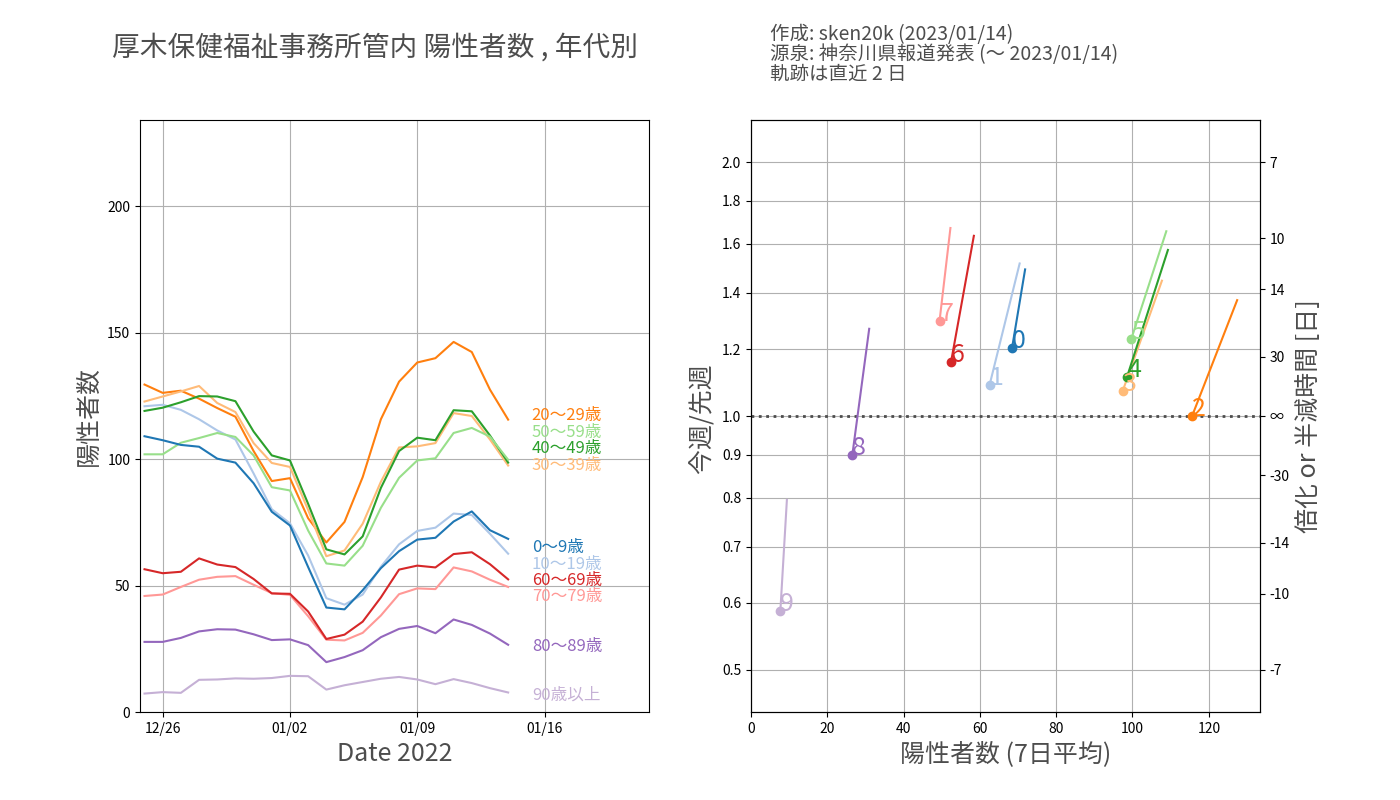 厚木保健福祉事務所管内 陽性者数 , 年代別
作成: sken20k (2023/01/14)
源泉: 神奈川県報道発表 (～ 2023/01/14)
軌跡は直近 2 日
陽性者数
200
150
100
50
0
12/26
01/02
01/09
01/16
Date 2022
20～29歳
50～59歳
40～49歳
30～39歳
0～9歳
10～19歳
60～69歳
70～79歳
80～89歳
90歳以上
今週/先週
2.0
1.8
1.6
1.4
1.2
1.0
0.9
0.8
0.7
0.6
0.5
0
20
40
60
80
100
120
陽性者数 (7日平均)
7
6
0
1
5
4
3
2
8
9
7
10
14
30
∞
-30
-14
-10
-7
倍化 or 半減時間 [日]